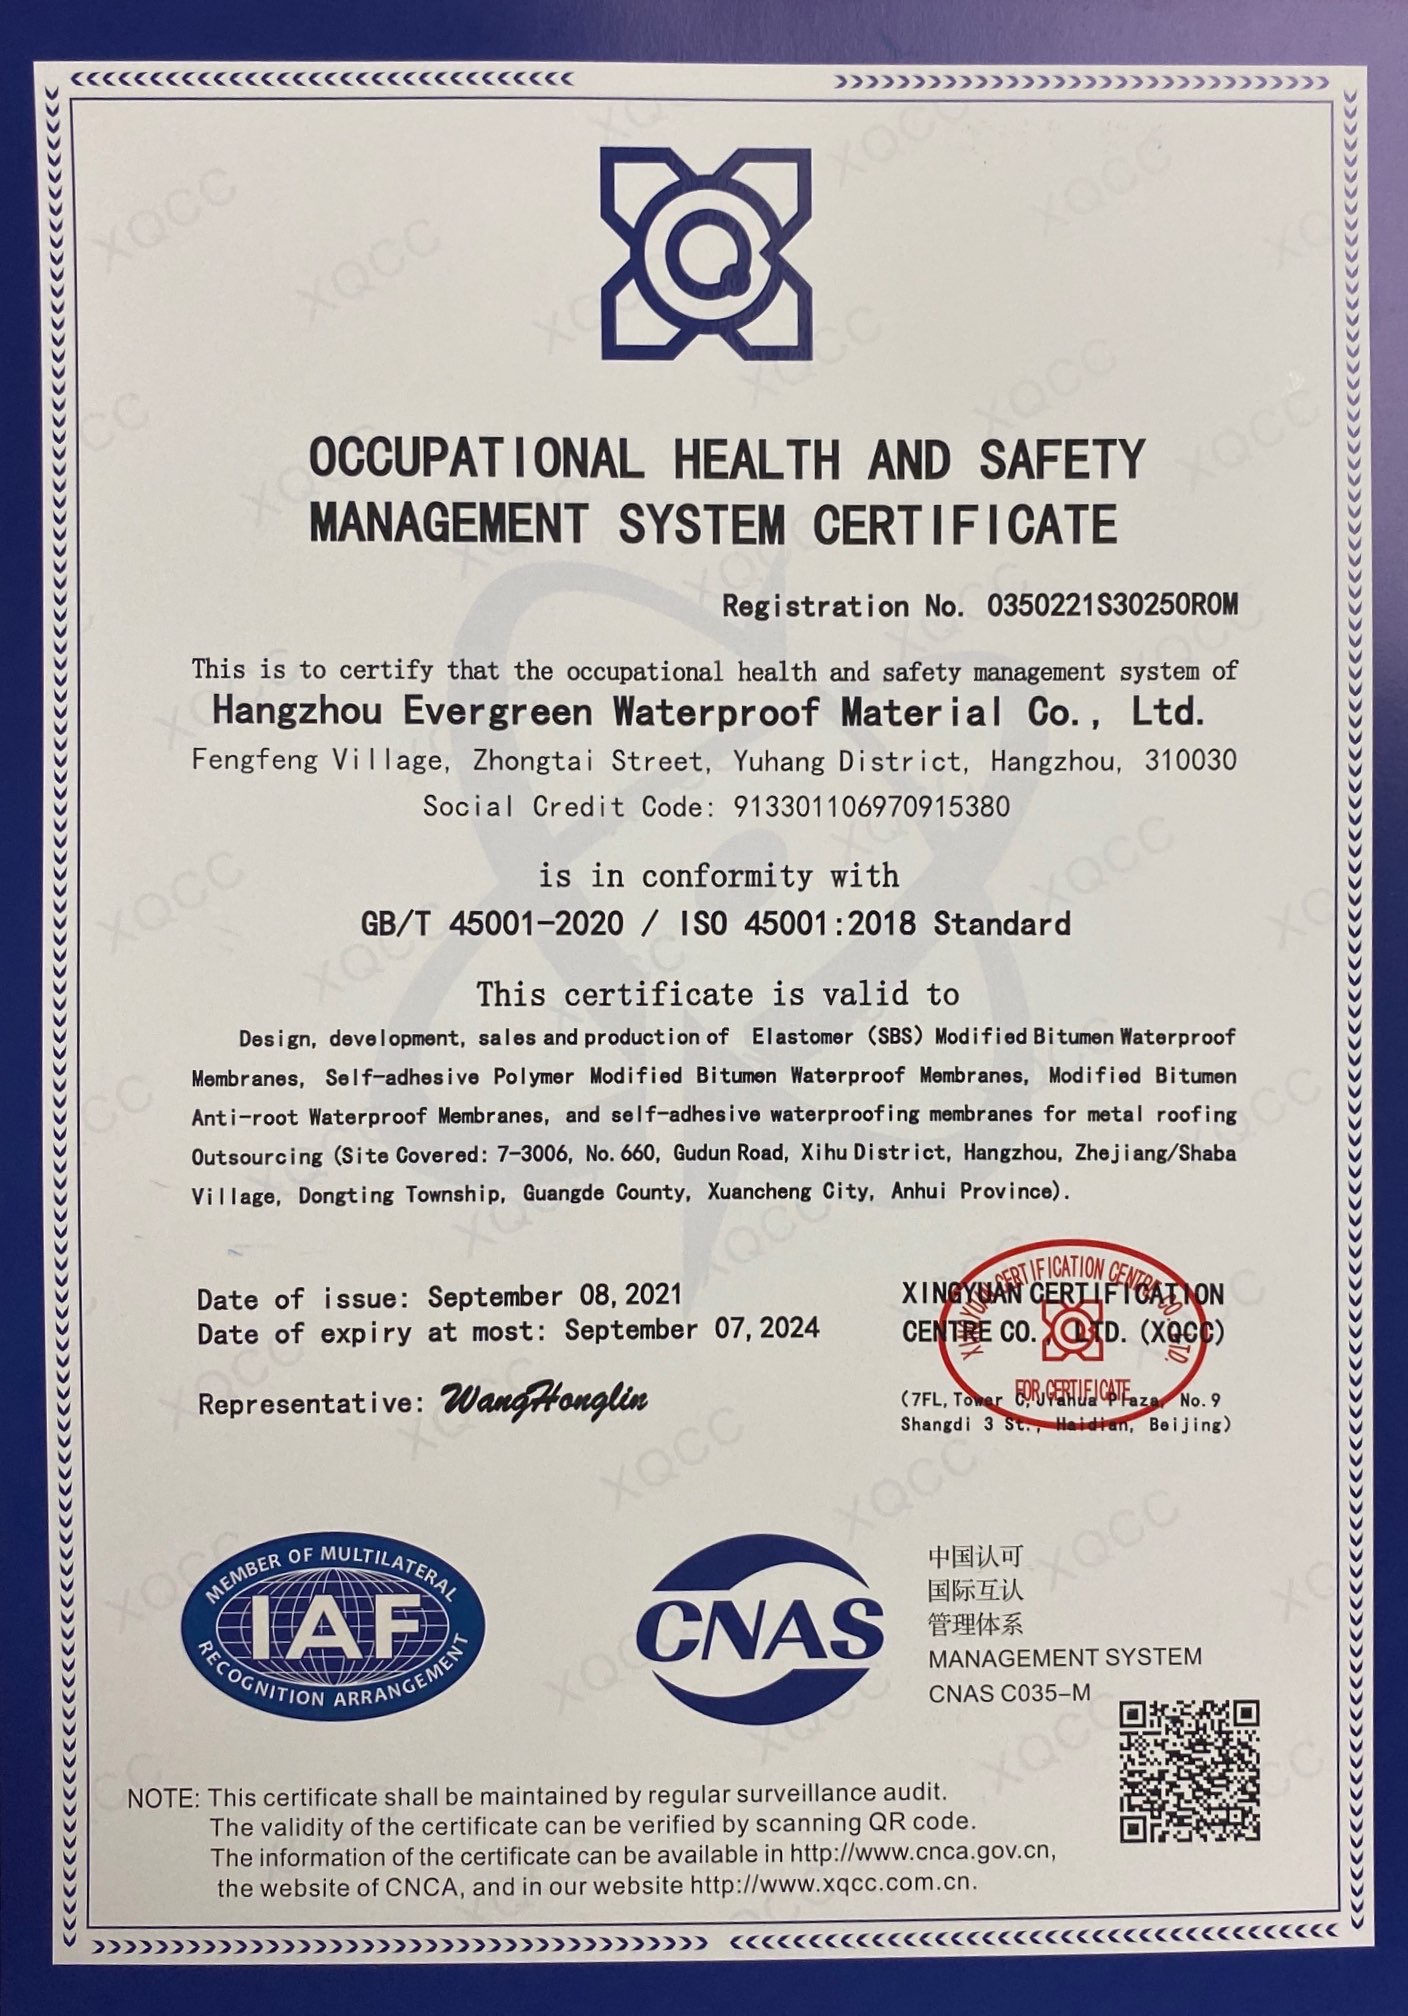 OCCUPATIONAL HEALTH AND SAFETY
MANAGEMENT SYSTEM CERTIFICATE
Registration No. 0350221S30250R0M
This is to certify that the occupational health and safety management system of
Hangzhou Evergreen Waterproof Material Co., Ltd.
Fengfeng Village, Zhongtai Street, Yuhang District, Hangzhou, 310030
Social Credit Code: 913301106970915380
is in conformity with
GB/T 45001-2020 / ISO 45001:2018 Standard
This certificate is valid to
Design, development, sales and production of Elastomer (SBS) Modified Bitumen Waterproof
Membranes, Self-adhesive Polymer Modified Bitumen Waterproof Membranes, Modified Bitumen
Anti-root Waterproof Membranes, and self-adhesive waterproofing membranes for metal roofing
Outsourcing (Site Covered: 7-3006, No. 660, Gudun Road, Xihu District, Hangzhou, Zhejiang/Shaba
Village, Dongting Township, Guangde County, Xuancheng City, Anhui Province).
Date of issue: September 08, 2021
Date of expiry at most: September 07, 2024
Representative: WangHonglin
XINGYUAN CERTIFICATION
CENTRE CO., LTD. (XQCC)
(7FL, Tower C, Jiahua Plaza, No. 9
Shangdi 3 St., Haidian, Beijing)
XINGYUAN CERTIFICATION CENTRE CO., LTD.
FOR CERTIFICATE
MEMBER OF MULTILATERAL
IAF
RECOGNITION ARRANGEMENT
CNAS
中国认可
国际互认
管理体系
MANAGEMENT SYSTEM
CNAS C035-M
NOTE: This certificate shall be maintained by regular surveillance audit.
The validity of the certificate can be verified by scanning QR code.
The information of the certificate can be available in http://www.cnca.gov.cn,
the website of CNCA, and in our website http://www.xqcc.com.cn.
XQCC